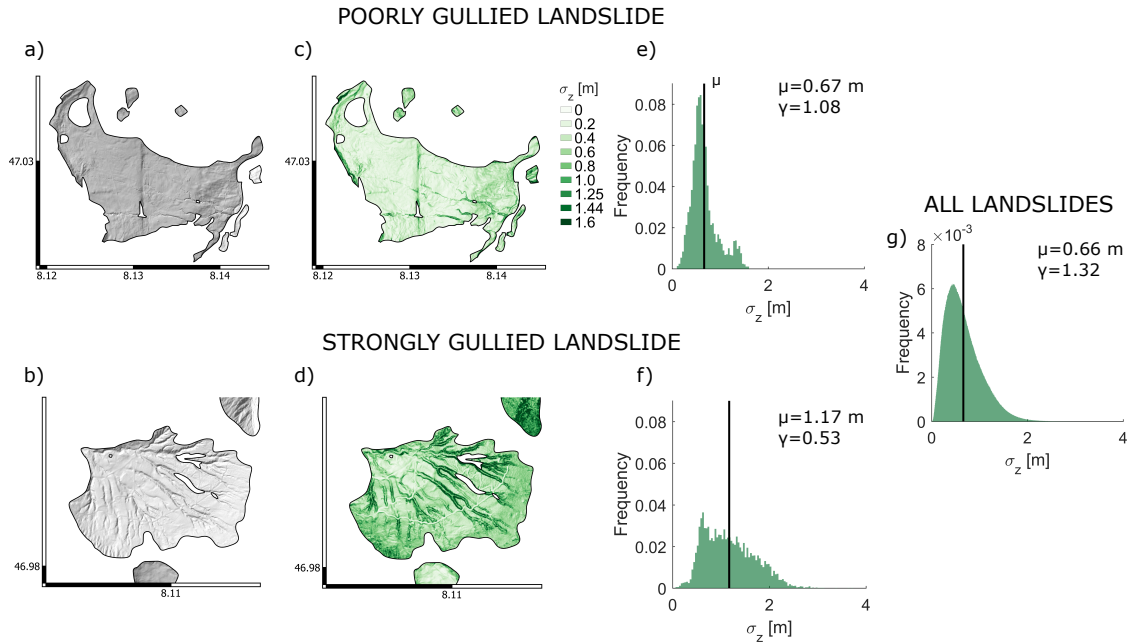 POORLY GULLIED LANDSLIDE
a)
47.03
8.12
8.13
8.14
c)
σz [m]
0
0.2
0.4
0.6
0.8
1.0
1.25
1.44
1.6
8.12
8.13
8.14
e)
μ
μ=0.67 m
γ=1.08
Frequency
0.08
0.06
0.04
0.02
0
0
2
4
σz [m]
STRONGLY GULLIED LANDSLIDE
b)
46.98
8.11
d)
8.11
f)
μ=1.17 m
γ=0.53
Frequency
0.08
0.06
0.04
0.02
0
0
2
4
σz [m]
ALL LANDSLIDES
g)
×10⁻³
μ=0.66 m
γ=1.32
Frequency
8
6
4
2
0
0
2
4
σz [m]